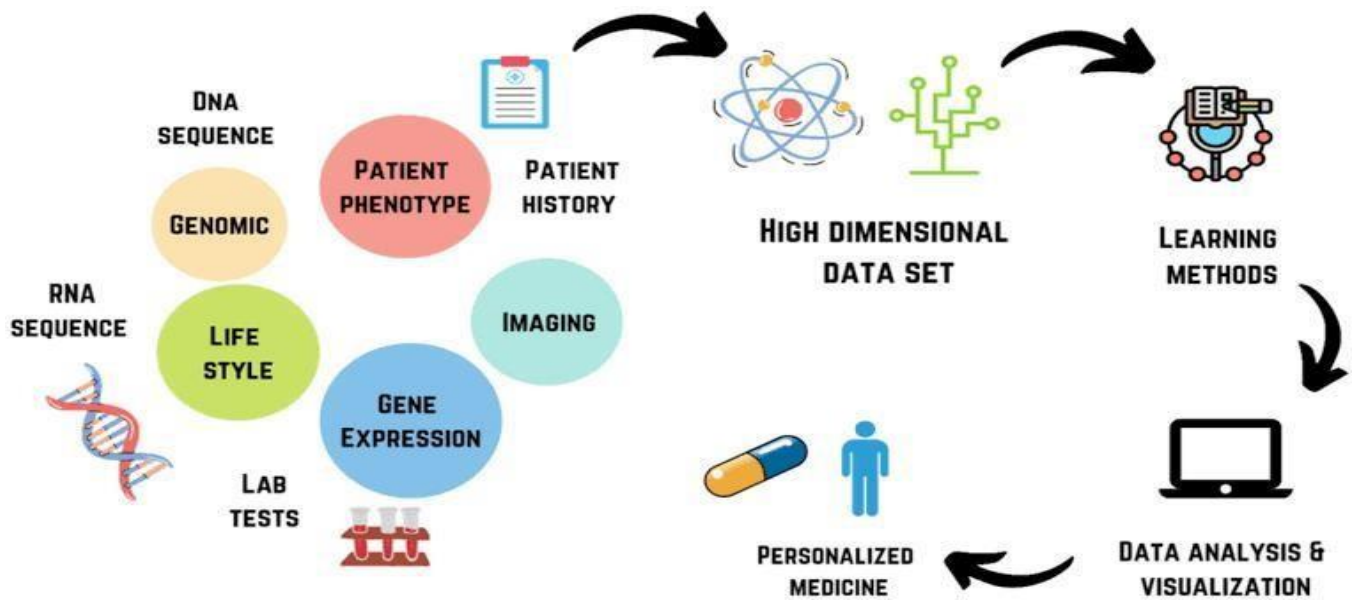 DNA
SEQUENCE
PATIENT
PHENOTYPE
PATIENT
HISTORY
GENOMIC
RNA
SEQUENCE
LIFE
STYLE
IMAGING
GENE
EXPRESSION
LAB
TESTS
HIGH DIMENSIONAL
DATA SET
LEARNING
METHODS
DATA ANALYSIS &
VISUALIZATION
PERSONALIZED
MEDICINE